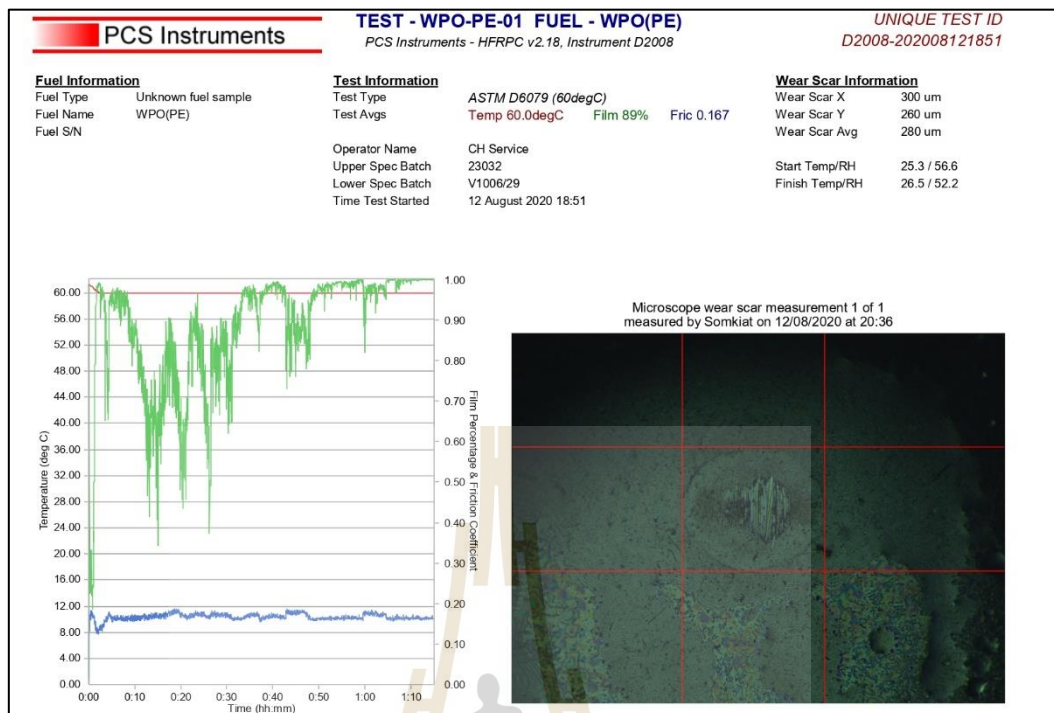 PCS Instruments
TEST - WPO-PE-01 FUEL - WPO(PE)
PCS Instruments - HFRPC v2.18, Instrument D2008
UNIQUE TEST ID
D2008-202008121851
Fuel Information
Fuel Type Unknown fuel sample
Fuel Name WPO(PE)
Fuel S/N
Test Information
Test Type ASTM D6079 (60degC)
Test Avgs Temp 60.0degC Film 89% Fric 0.167
Operator Name CH Service
Upper Spec Batch 23032
Lower Spec Batch V1006/29
Time Test Started 12 August 2020 18:51
Wear Scar Information
Wear Scar X 300 um
Wear Scar Y 260 um
Wear Scar Avg 280 um
Start Temp/RH 25.3 / 56.6
Finish Temp/RH 26.5 / 52.2
Temperature (deg C)
60.00
56.00
52.00
48.00
44.00
40.00
36.00
32.00
28.00
24.00
20.00
16.00
12.00
8.00
4.00
0.00
1.00
0.90
0.80
0.70
0.60
0.50
0.40
0.30
0.20
0.10
0.00
Film Percentage & Friction Coefficient
0:00 0:10 0:20 0:30 0:40 0:50 1:00 1:10
Time (hh:mm)
Microscope wear scar measurement 1 of 1
measured by Somkiat on 12/08/2020 at 20:36